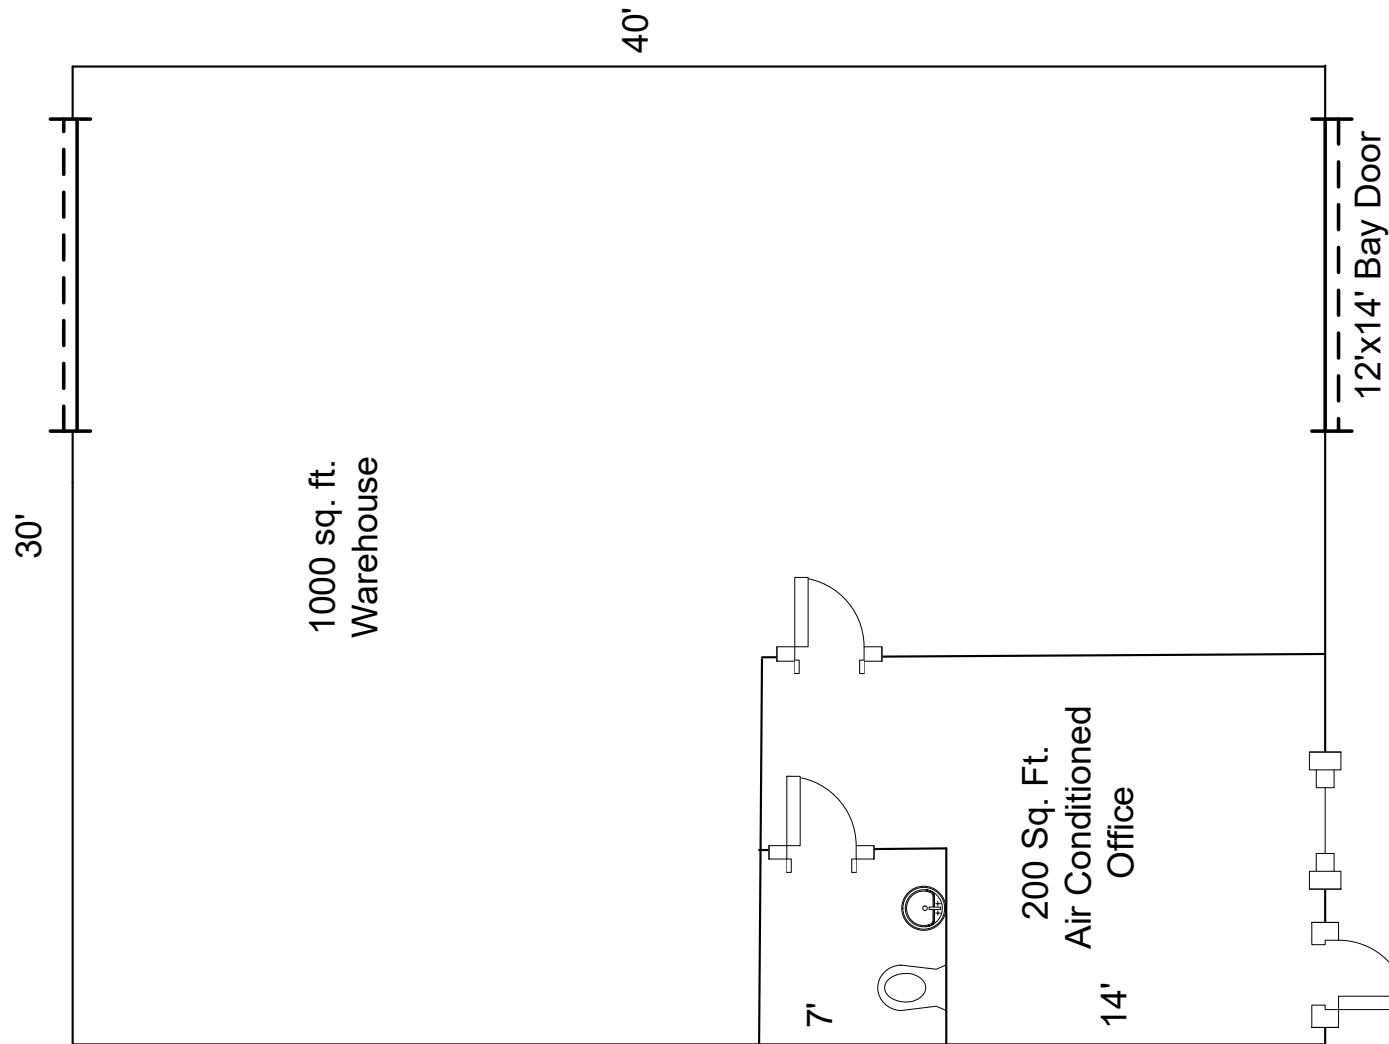 40'
30'
1000 sq. ft.
Warehouse
12'x14' Bay Door
200 Sq. Ft.
Air Conditioned
Office
7'
14'